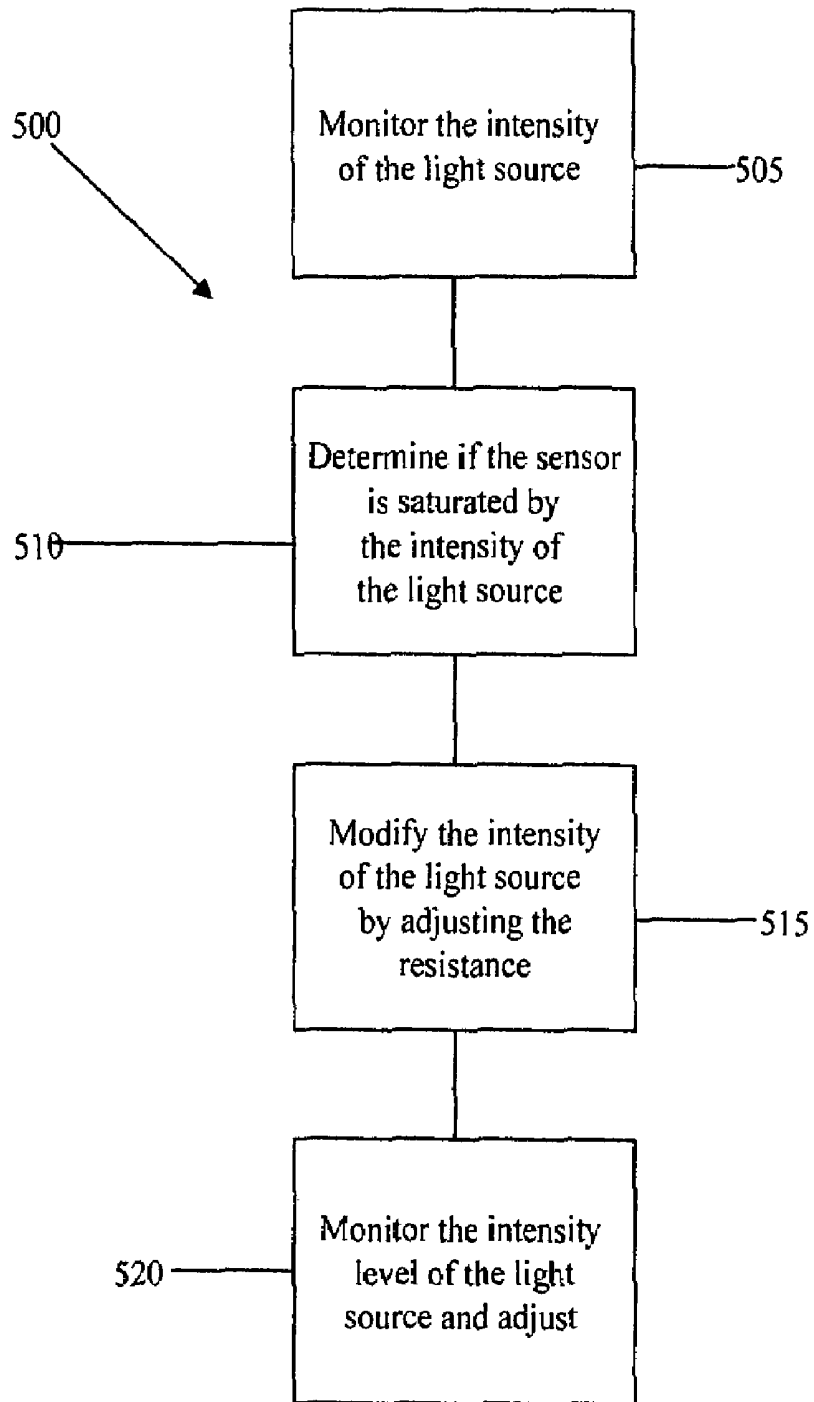 500
Monitor the intensity
of the light source
505
Determine if the sensor
is saturated by
the intensity of
the light source
510
Modify the intensity
of the light source
by adjusting the
resistance
515
Monitor the intensity
level of the light
source and adjust
520